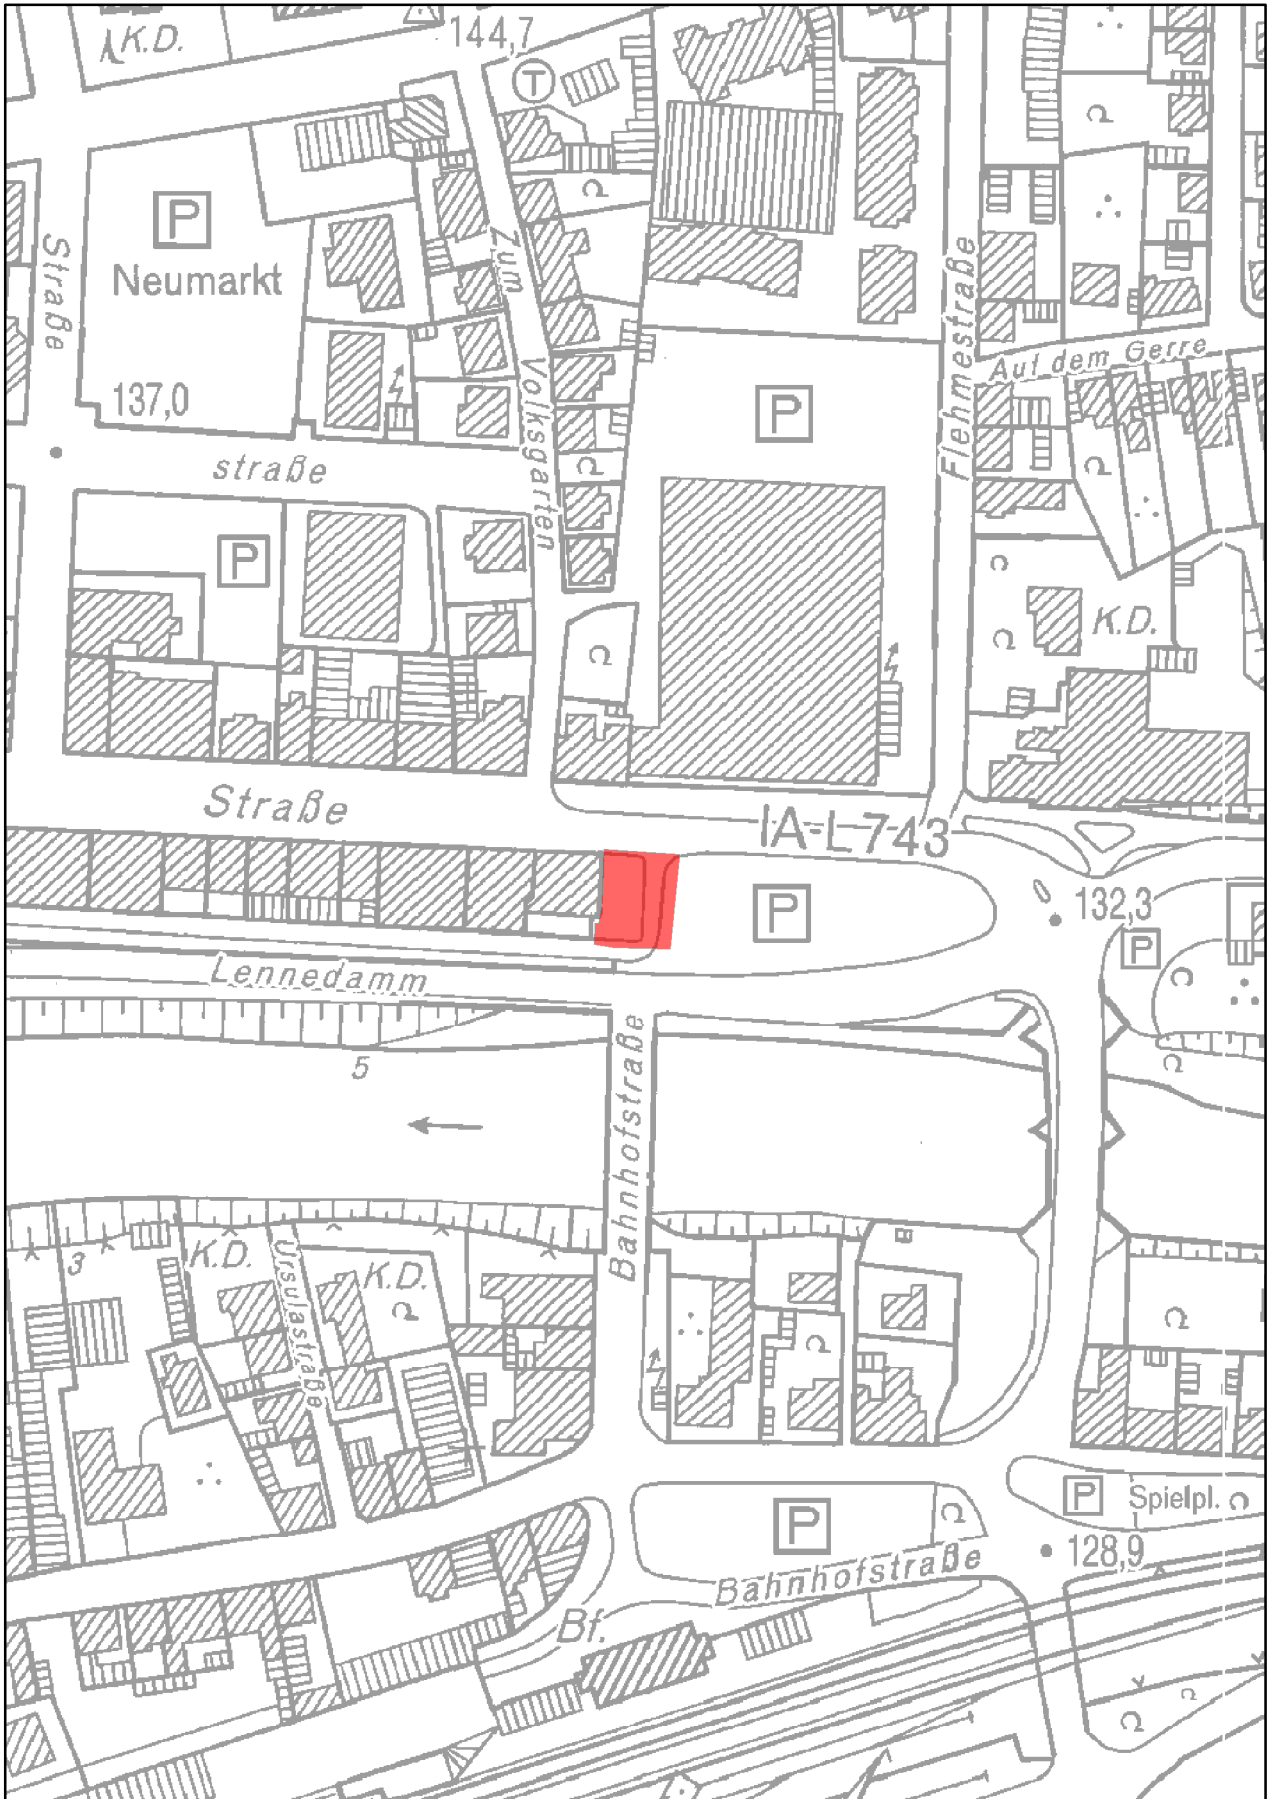 K.D.
144,7
T
P
Neumarkt
Straße
Zum Volksgarten
137,0
P
Flehmestraße
Auf dem Gerre
straße
P
K.D.
Straße
IA-L743
P
132,3
P
Lennedamm
5
Bahnhofstraße
3
K.D.
Ursulastraße
K.D.
P
Spielpl.
P
128,9
Bahnhofstraße
Bf.